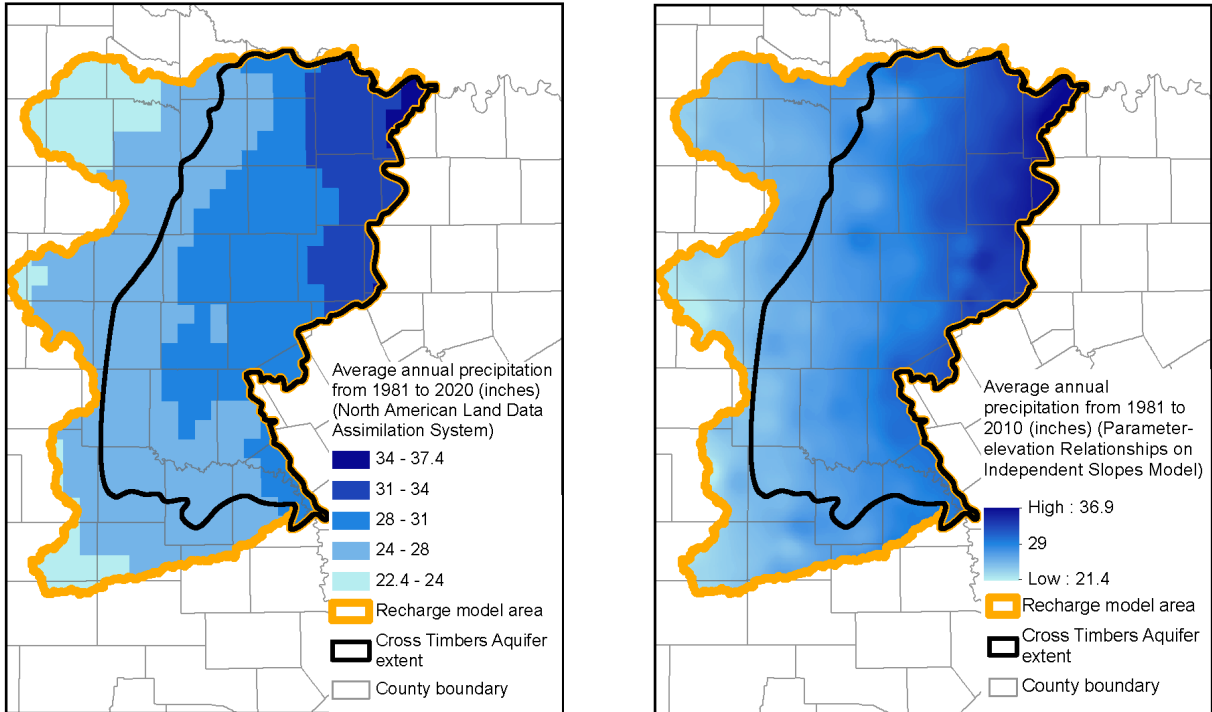 Average annual precipitation
from 1981 to 2020 (inches)
(North American Land Data
Assimilation System)
34 - 37.4
31 - 34
28 - 31
24 - 28
22.4 - 24
Recharge model area
Cross Timbers Aquifer
extent
County boundary
Average annual
precipitation from 1981 to
2010 (inches) (Parameter-
elevation Relationships on
Independent Slopes Model)
High : 36.9
29
Low : 21.4
Recharge model area
Cross Timbers Aquifer
extent
County boundary